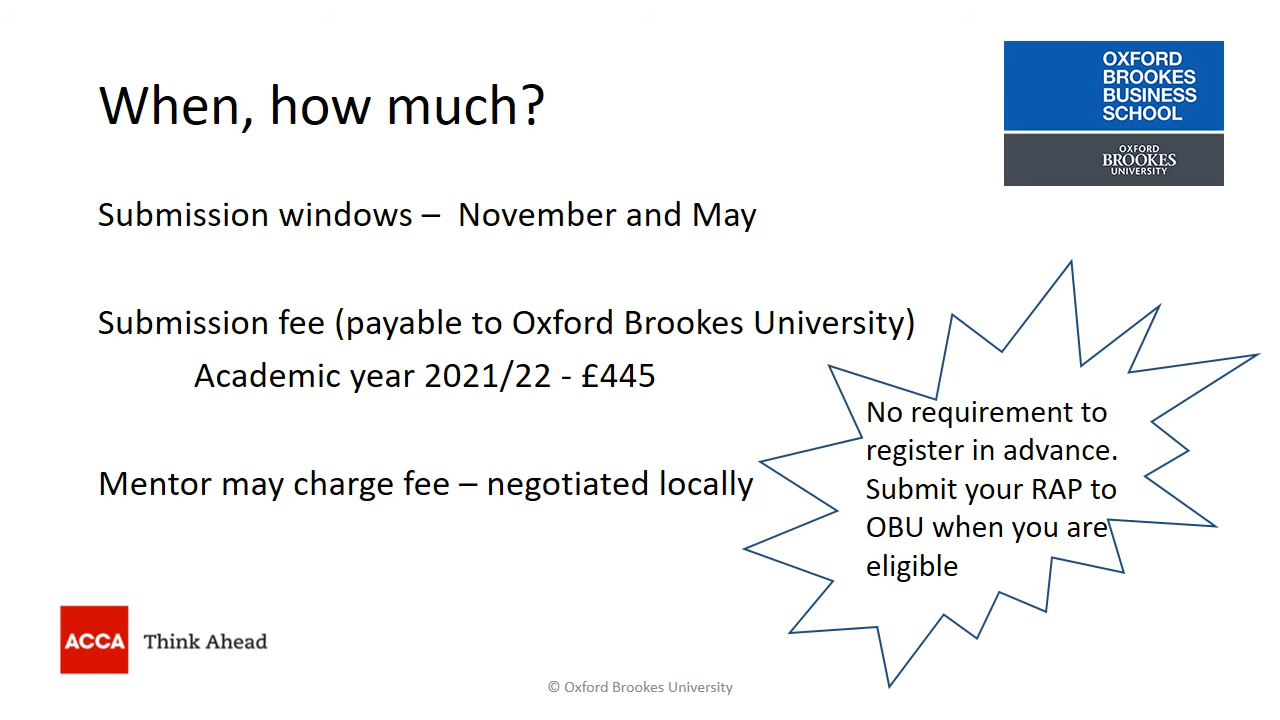 When, how much?
OXFORD
BROOKES
BUSINESS
SCHOOL
OXFORD
BROOKES
UNIVERSITY
Submission windows – November and May
Submission fee (payable to Oxford Brookes University)
Academic year 2021/22 - £445
Mentor may charge fee – negotiated locally
No requirement to
register in advance.
Submit your RAP to
OBU when you are
eligible
ACCA Think Ahead
© Oxford Brookes University